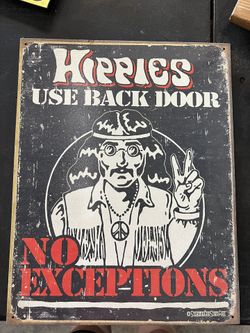 HIPPIES
USE BACK DOOR
NO
EXCEPTIONS